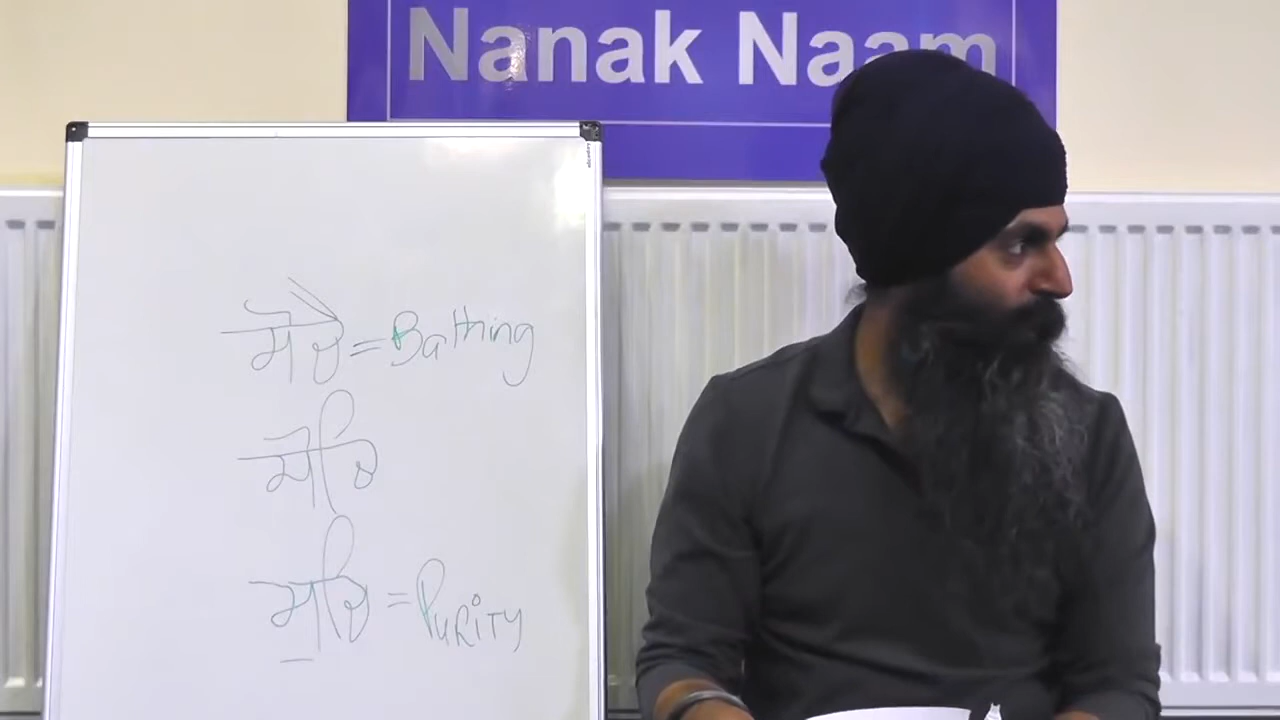 Nanak Naam
ਸੋਚੈ = Bathing
ਸੋਚਿ
ਸੁਚਿ = Purity